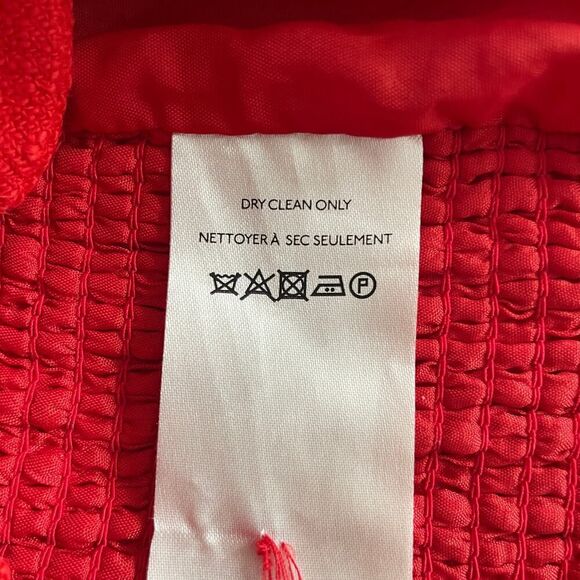 DRY CLEAN ONLY
NETTOYER À SEC SEULEMENT
P